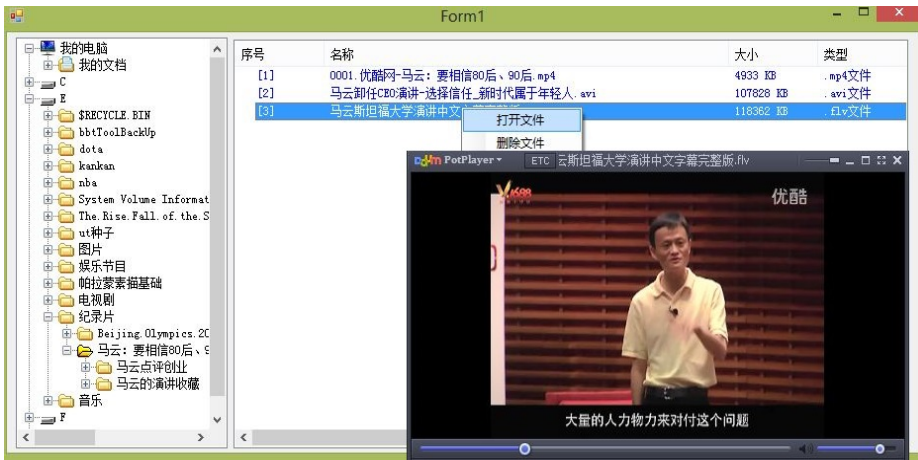 Form1
我的电脑
我的文档
C
E
$RECYCLE.BIN
bbtToolBackUp
dota
kankan
nba
System Volume Informat
The.Rise.Fall.of.the.S
ut种子
图片
娱乐节目
帕拉蒙素描基础
电视剧
纪录片
Beijing.Olympics.20
马云：要相信80后、9
马云点评创业
马云的演讲收藏
音乐
F
序号 名称 大小 类型
[1] 0001.优酷网-马云：要相信80后、90后.mp4 4933 KB .mp4文件
[2] 马云卸任CEO演讲-选择信任_新时代属于年轻人.avi 107828 KB .avi文件
[3] 马云斯坦福大学演讲中文 118362 KB .flv文件
打开文件
删除文件
PotPlayer ETC 云斯坦福大学演讲中文字幕完整版.flv
1688
优酷
大量的人力物力来对付这个问题